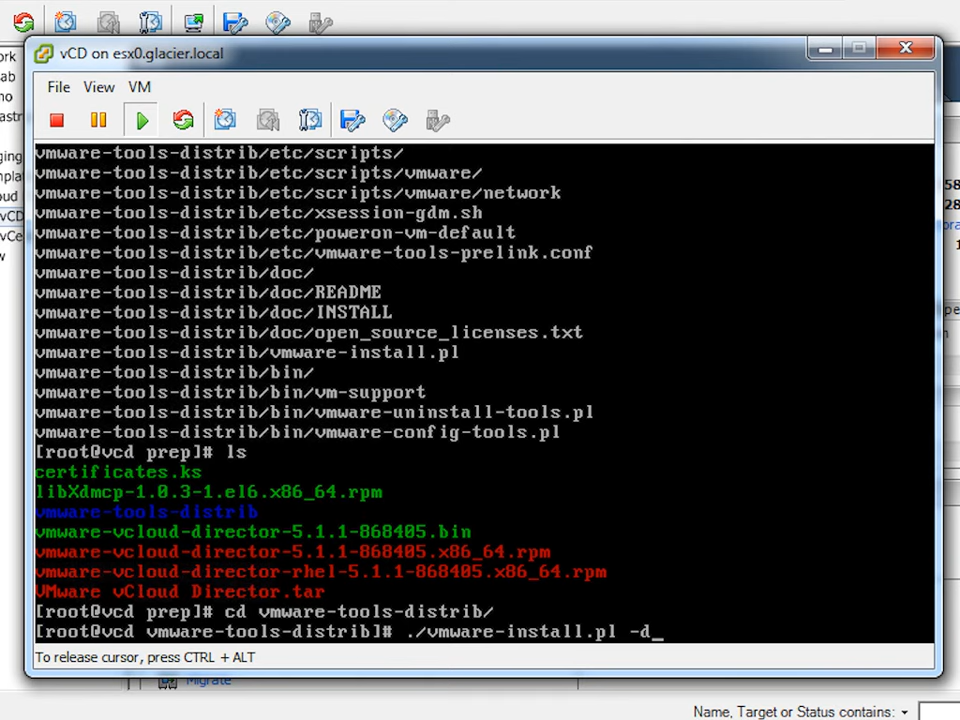 vCD on esx0.glacier.local
File View VM
vmware-tools-distrib/etc/scripts/
vmware-tools-distrib/etc/scripts/vmware/
vmware-tools-distrib/etc/scripts/vmware/network
vmware-tools-distrib/etc/xsession-gdm.sh
vmware-tools-distrib/etc/poweron-vm-default
vmware-tools-distrib/etc/vmware-tools-prelink.conf
vmware-tools-distrib/doc/
vmware-tools-distrib/doc/README
vmware-tools-distrib/doc/INSTALL
vmware-tools-distrib/doc/open_source_licenses.txt
vmware-tools-distrib/vmware-install.pl
vmware-tools-distrib/bin/
vmware-tools-distrib/bin/vm-support
vmware-tools-distrib/bin/vmware-uninstall-tools.pl
vmware-tools-distrib/bin/vmware-config-tools.pl
[root@vcd prep]# ls
certificates.ks
libXdmcp-1.0.3-1.el6.x86_64.rpm
vmware-tools-distrib
vmware-vcloud-director-5.1.1-868405.bin
vmware-vcloud-director-5.1.1-868405.x86_64.rpm
vmware-vcloud-director-rhel-5.1.1-868405.x86_64.rpm
VMware vCloud Director.tar
[root@vcd prep]# cd vmware-tools-distrib/
[root@vcd vmware-tools-distrib]# ./vmware-install.pl -d_
To release cursor, press CTRL + ALT
Migrate
Name, Target or Status contains: